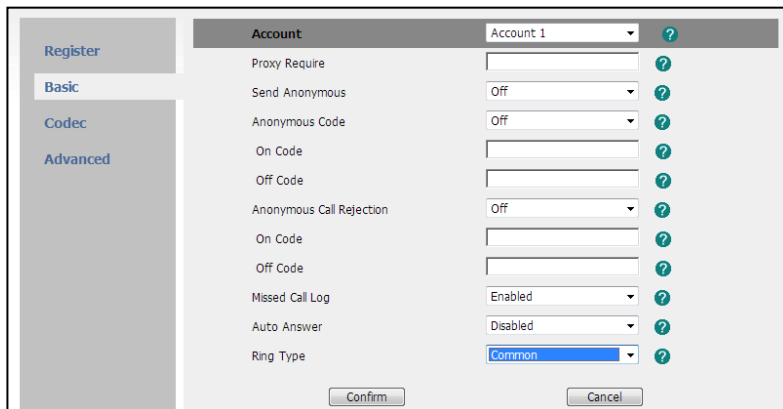 Account Account 1 ?
Register
Proxy Require ?
Basic
Send Anonymous Off ?
Codec
Anonymous Code Off ?
Advanced
On Code ?
Off Code ?
Anonymous Call Rejection Off ?
On Code ?
Off Code ?
Missed Call Log Enabled ?
Auto Answer Disabled ?
Ring Type Common ?
Confirm Cancel